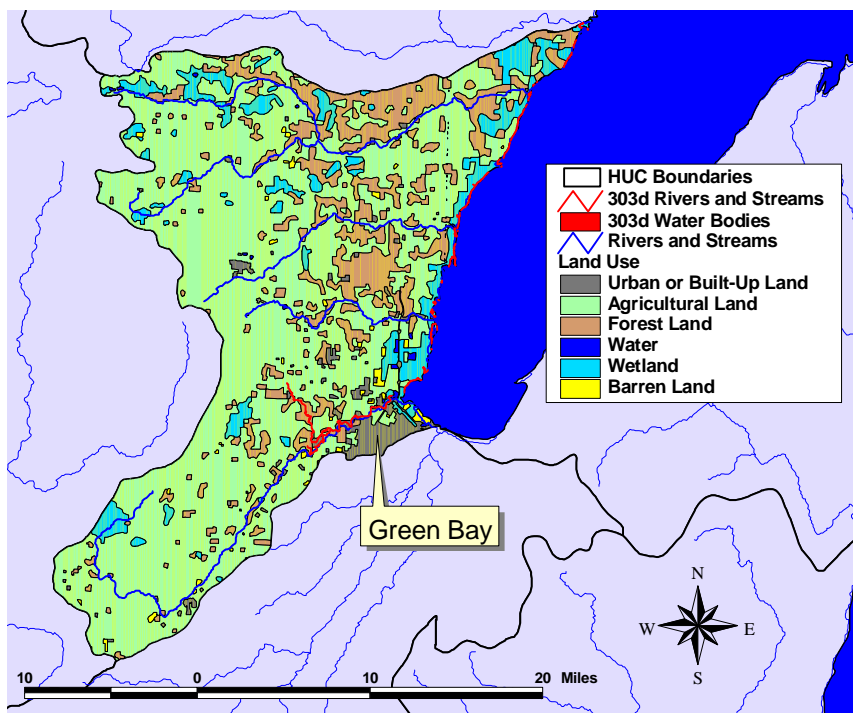 HUC Boundaries
303d Rivers and Streams
303d Water Bodies
Rivers and Streams
Land Use
Urban or Built-Up Land
Agricultural Land
Forest Land
Water
Wetland
Barren Land
Green Bay
N
W E
S
10 0 10 20 Miles